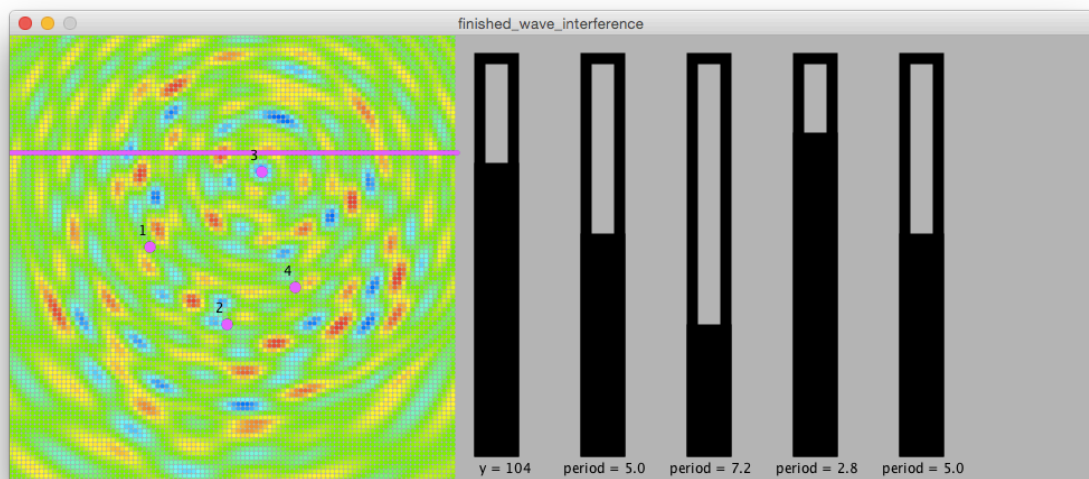 finished_wave_interference
3
1
4
2
y = 104
period = 5.0
period = 7.2
period = 2.8
period = 5.0